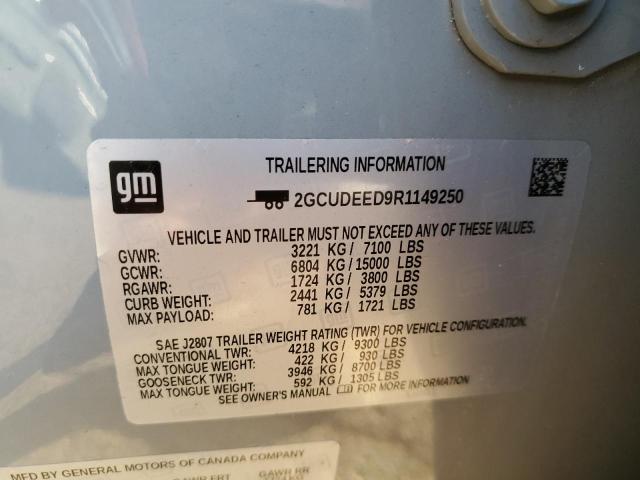 gm
TRAILERING INFORMATION
2GCUDEED9R1149250
VEHICLE AND TRAILER MUST NOT EXCEED ANY OF THESE VALUES.
GVWR: 3221 KG / 7100 LBS
GCWR: 6804 KG / 15000 LBS
RGAWR: 1724 KG / 3800 LBS
CURB WEIGHT: 2441 KG / 5379 LBS
MAX PAYLOAD: 781 KG / 1721 LBS
SAE J2807 TRAILER WEIGHT RATING (TWR) FOR VEHICLE CONFIGURATION.
CONVENTIONAL TWR: 4218 KG / 9300 LBS
MAX TONGUE WEIGHT: 422 KG / 930 LBS
GOOSENECK TWR: 3946 KG / 8700 LBS
MAX TONGUE WEIGHT: 592 KG / 1305 LBS
SEE OWNER'S MANUAL FOR MORE INFORMATION
MFD BY GENERAL MOTORS OF CANADA COMPANY
GAWR FRT GAWR RR